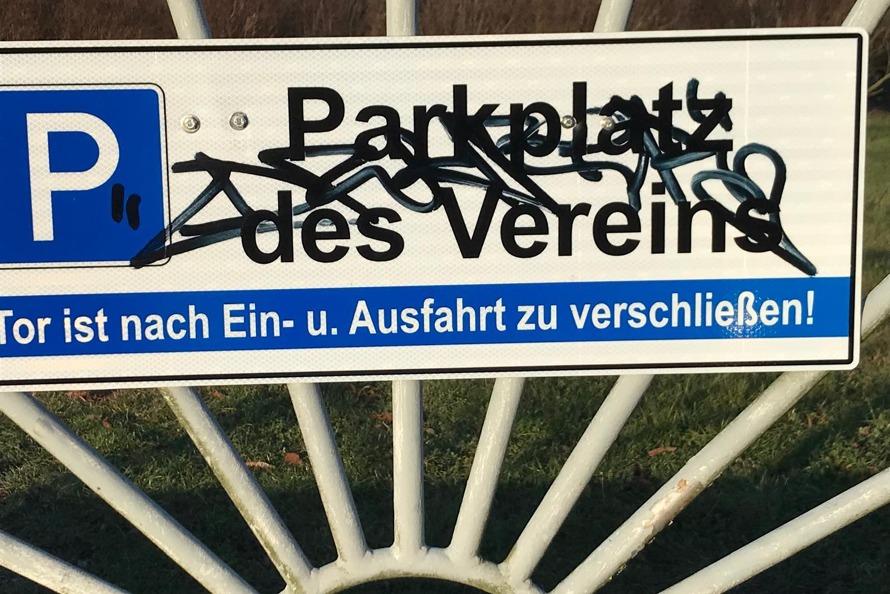 P
Parkplatz
des Vereins
Tor ist nach Ein- u. Ausfahrt zu verschließen!